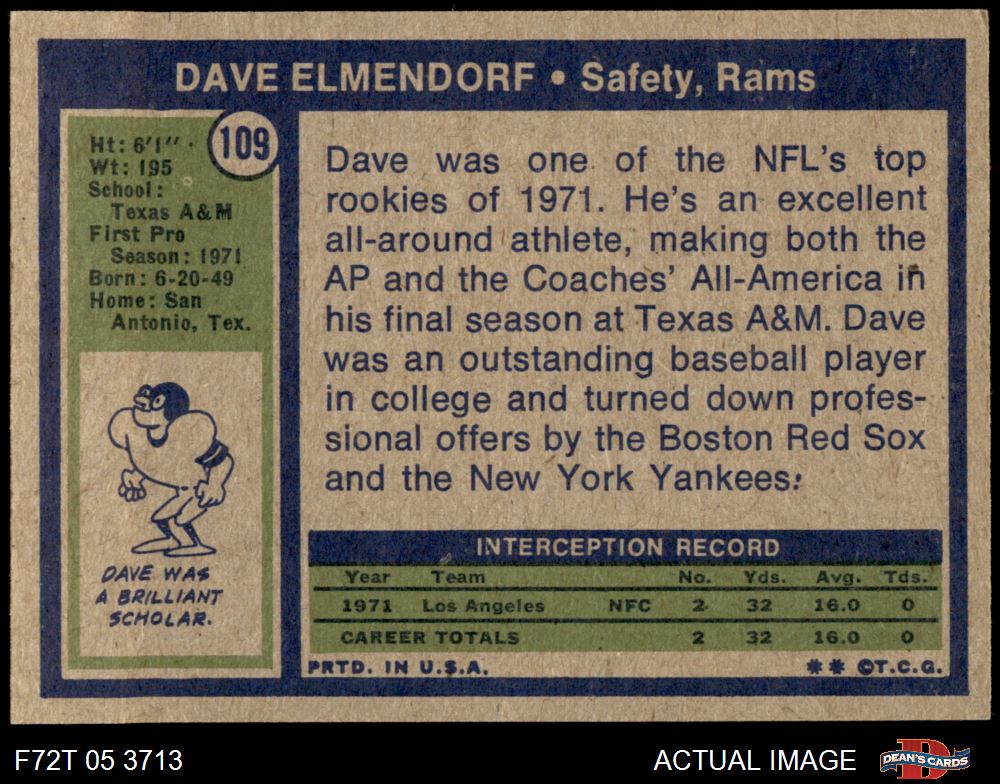 DAVE ELMENDORF • Safety, Rams
109
Ht: 6'1"
Wt: 195
School:
Texas A&M
First Pro
Season: 1971
Born: 6-20-49
Home: San
Antonio, Tex.
DAVE WAS
A BRILLIANT
SCHOLAR.
Dave was one of the NFL's top
rookies of 1971. He's an excellent
all-around athlete, making both the
AP and the Coaches' All-America in
his final season at Texas A&M. Dave
was an outstanding baseball player
in college and turned down profes-
sional offers by the Boston Red Sox
and the New York Yankees.
INTERCEPTION RECORD
Year Team No. Yds. Avg. Tds.
1971 Los Angeles NFC 2 32 16.0 0
CAREER TOTALS 2 32 16.0 0
PRTD. IN U.S.A. ** ©T.C.G.
F72T 05 3713 ACTUAL IMAGE DEAN'S CARDS